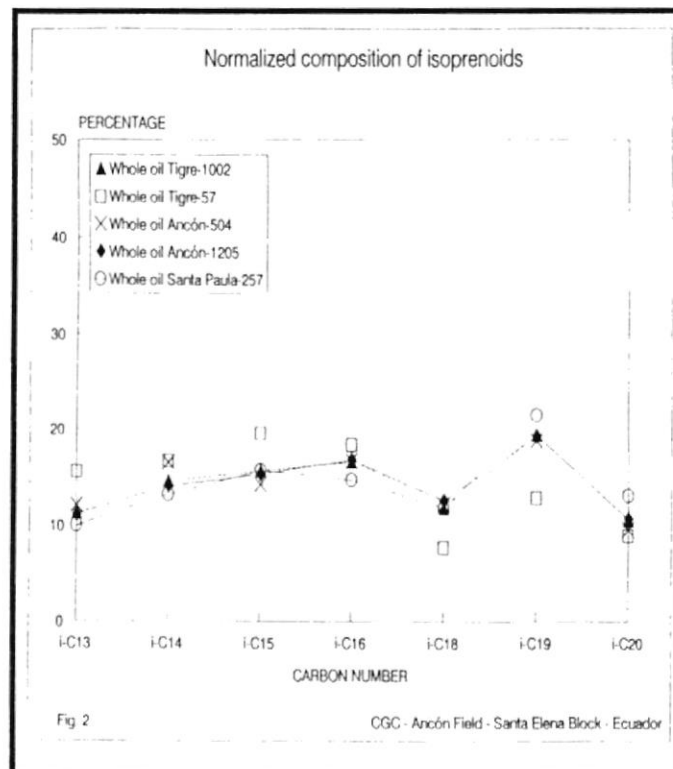 Normalized composition of isoprenoids
PERCENTAGE
50
40
30
20
10
0
Whole oil Tigre-1002
Whole oil Tigre-57
Whole oil Ancón-504
Whole oil Ancón-1205
Whole oil Santa Paula-257
i-C13 i-C14 i-C15 i-C16 i-C18 i-C19 i-C20
CARBON NUMBER
Fig. 2
CGC - Ancón Field - Santa Elena Block - Ecuador